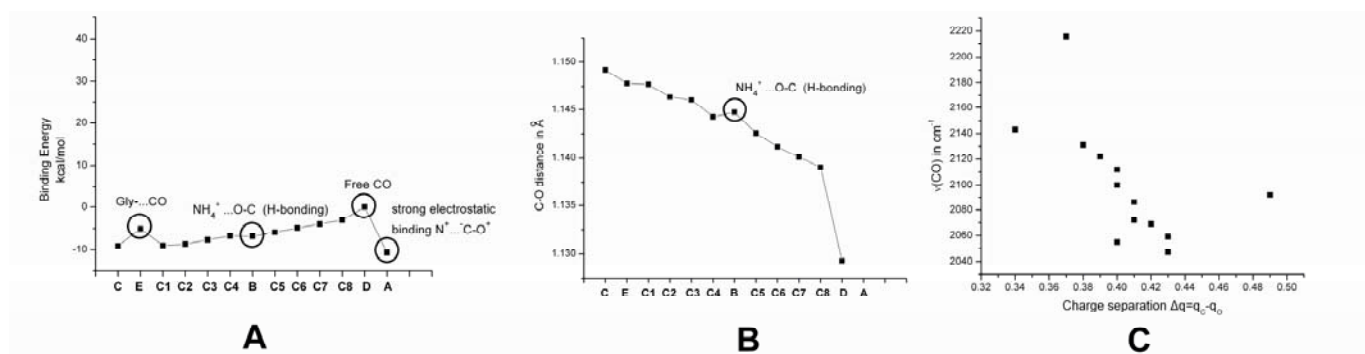 40
30
20
10
0
-10
Binding Energy
kcal/mol
Gly-...CO
NH₄⁺ ...O-C (H-bonding)
Free CO
strong electrostatic
binding N⁺...⁻C-O⁺
C E C1 C2 C3 C4 B C5 C6 C7 C8 D A
A
1.150
1.145
1.140
1.135
1.130
C-O distance in Å
NH₄⁺...O-C (H-bonding)
C E C1 C2 C3 C4 B C5 C6 C7 C8 D A
B
2220
2200
2180
2160
2140
2120
2100
2080
2060
2040
ν(CO) in cm⁻¹
0.32 0.34 0.36 0.38 0.40 0.42 0.44 0.46 0.48 0.50
Charge separation Δq=q_C-q_O
C